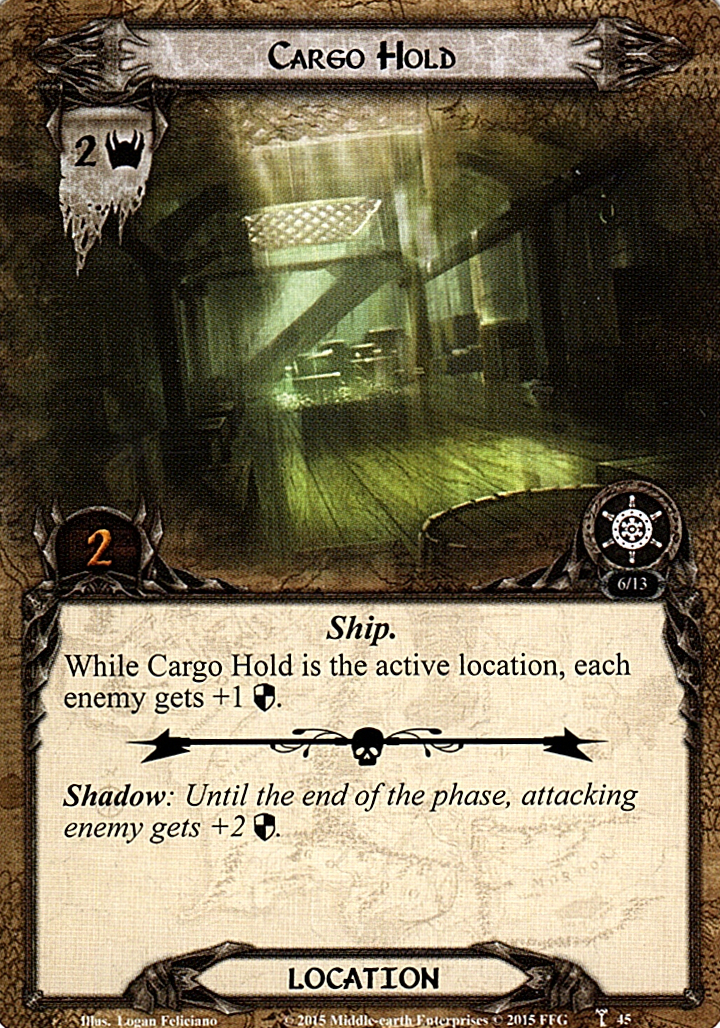 Cargo Hold
2
2
6/13
Ship.
While Cargo Hold is the active location, each
enemy gets +1 .
Shadow: Until the end of the phase, attacking
enemy gets +2 .
LOCATION
Illus. Logan Feliciano © 2015 Middle-earth Enterprises © 2015 FFG 45